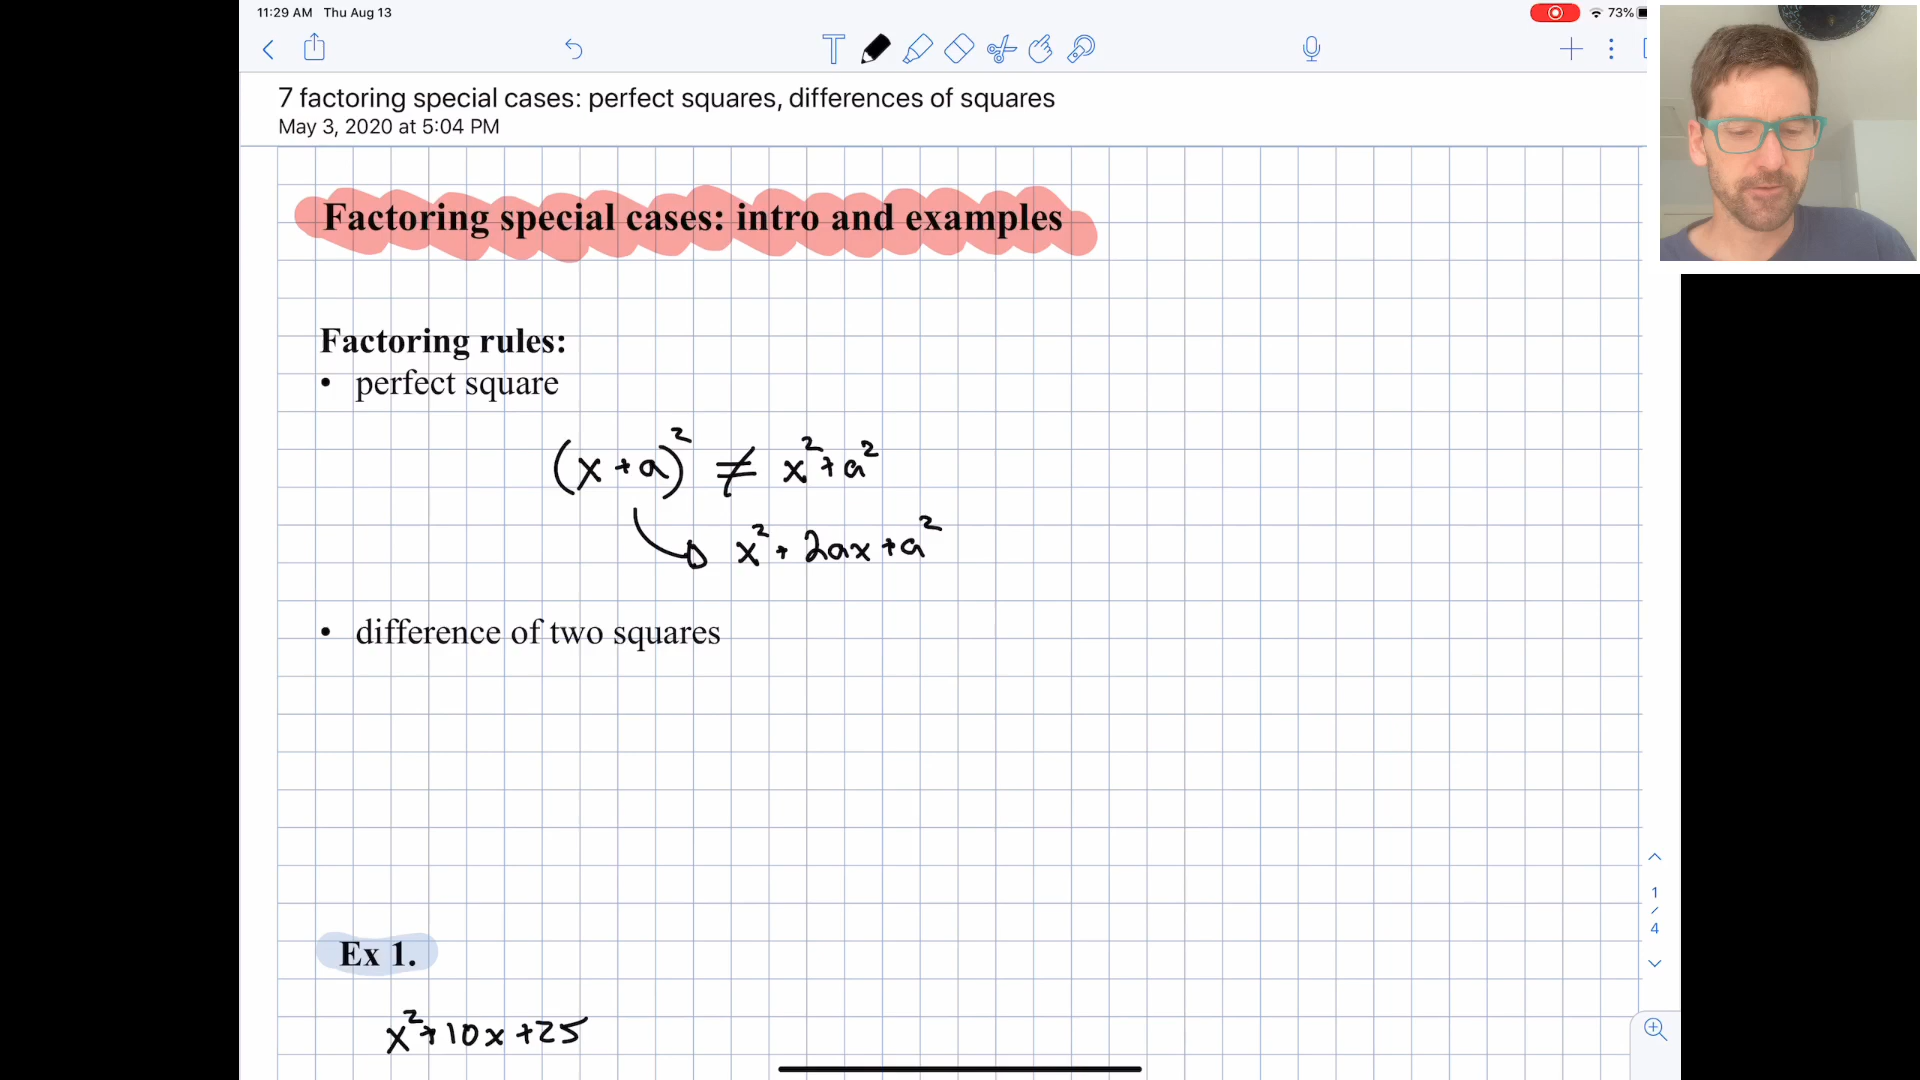 11:29 AM Thu Aug 13
73%
7 factoring special cases: perfect squares, differences of squares
May 3, 2020 at 5:04 PM
Factoring special cases: intro and examples
Factoring rules:
• perfect square
(x+a)² ≠ x²+a²
x²+2ax+a²
• difference of two squares
1
/
4
Ex 1.
x²+10x+25